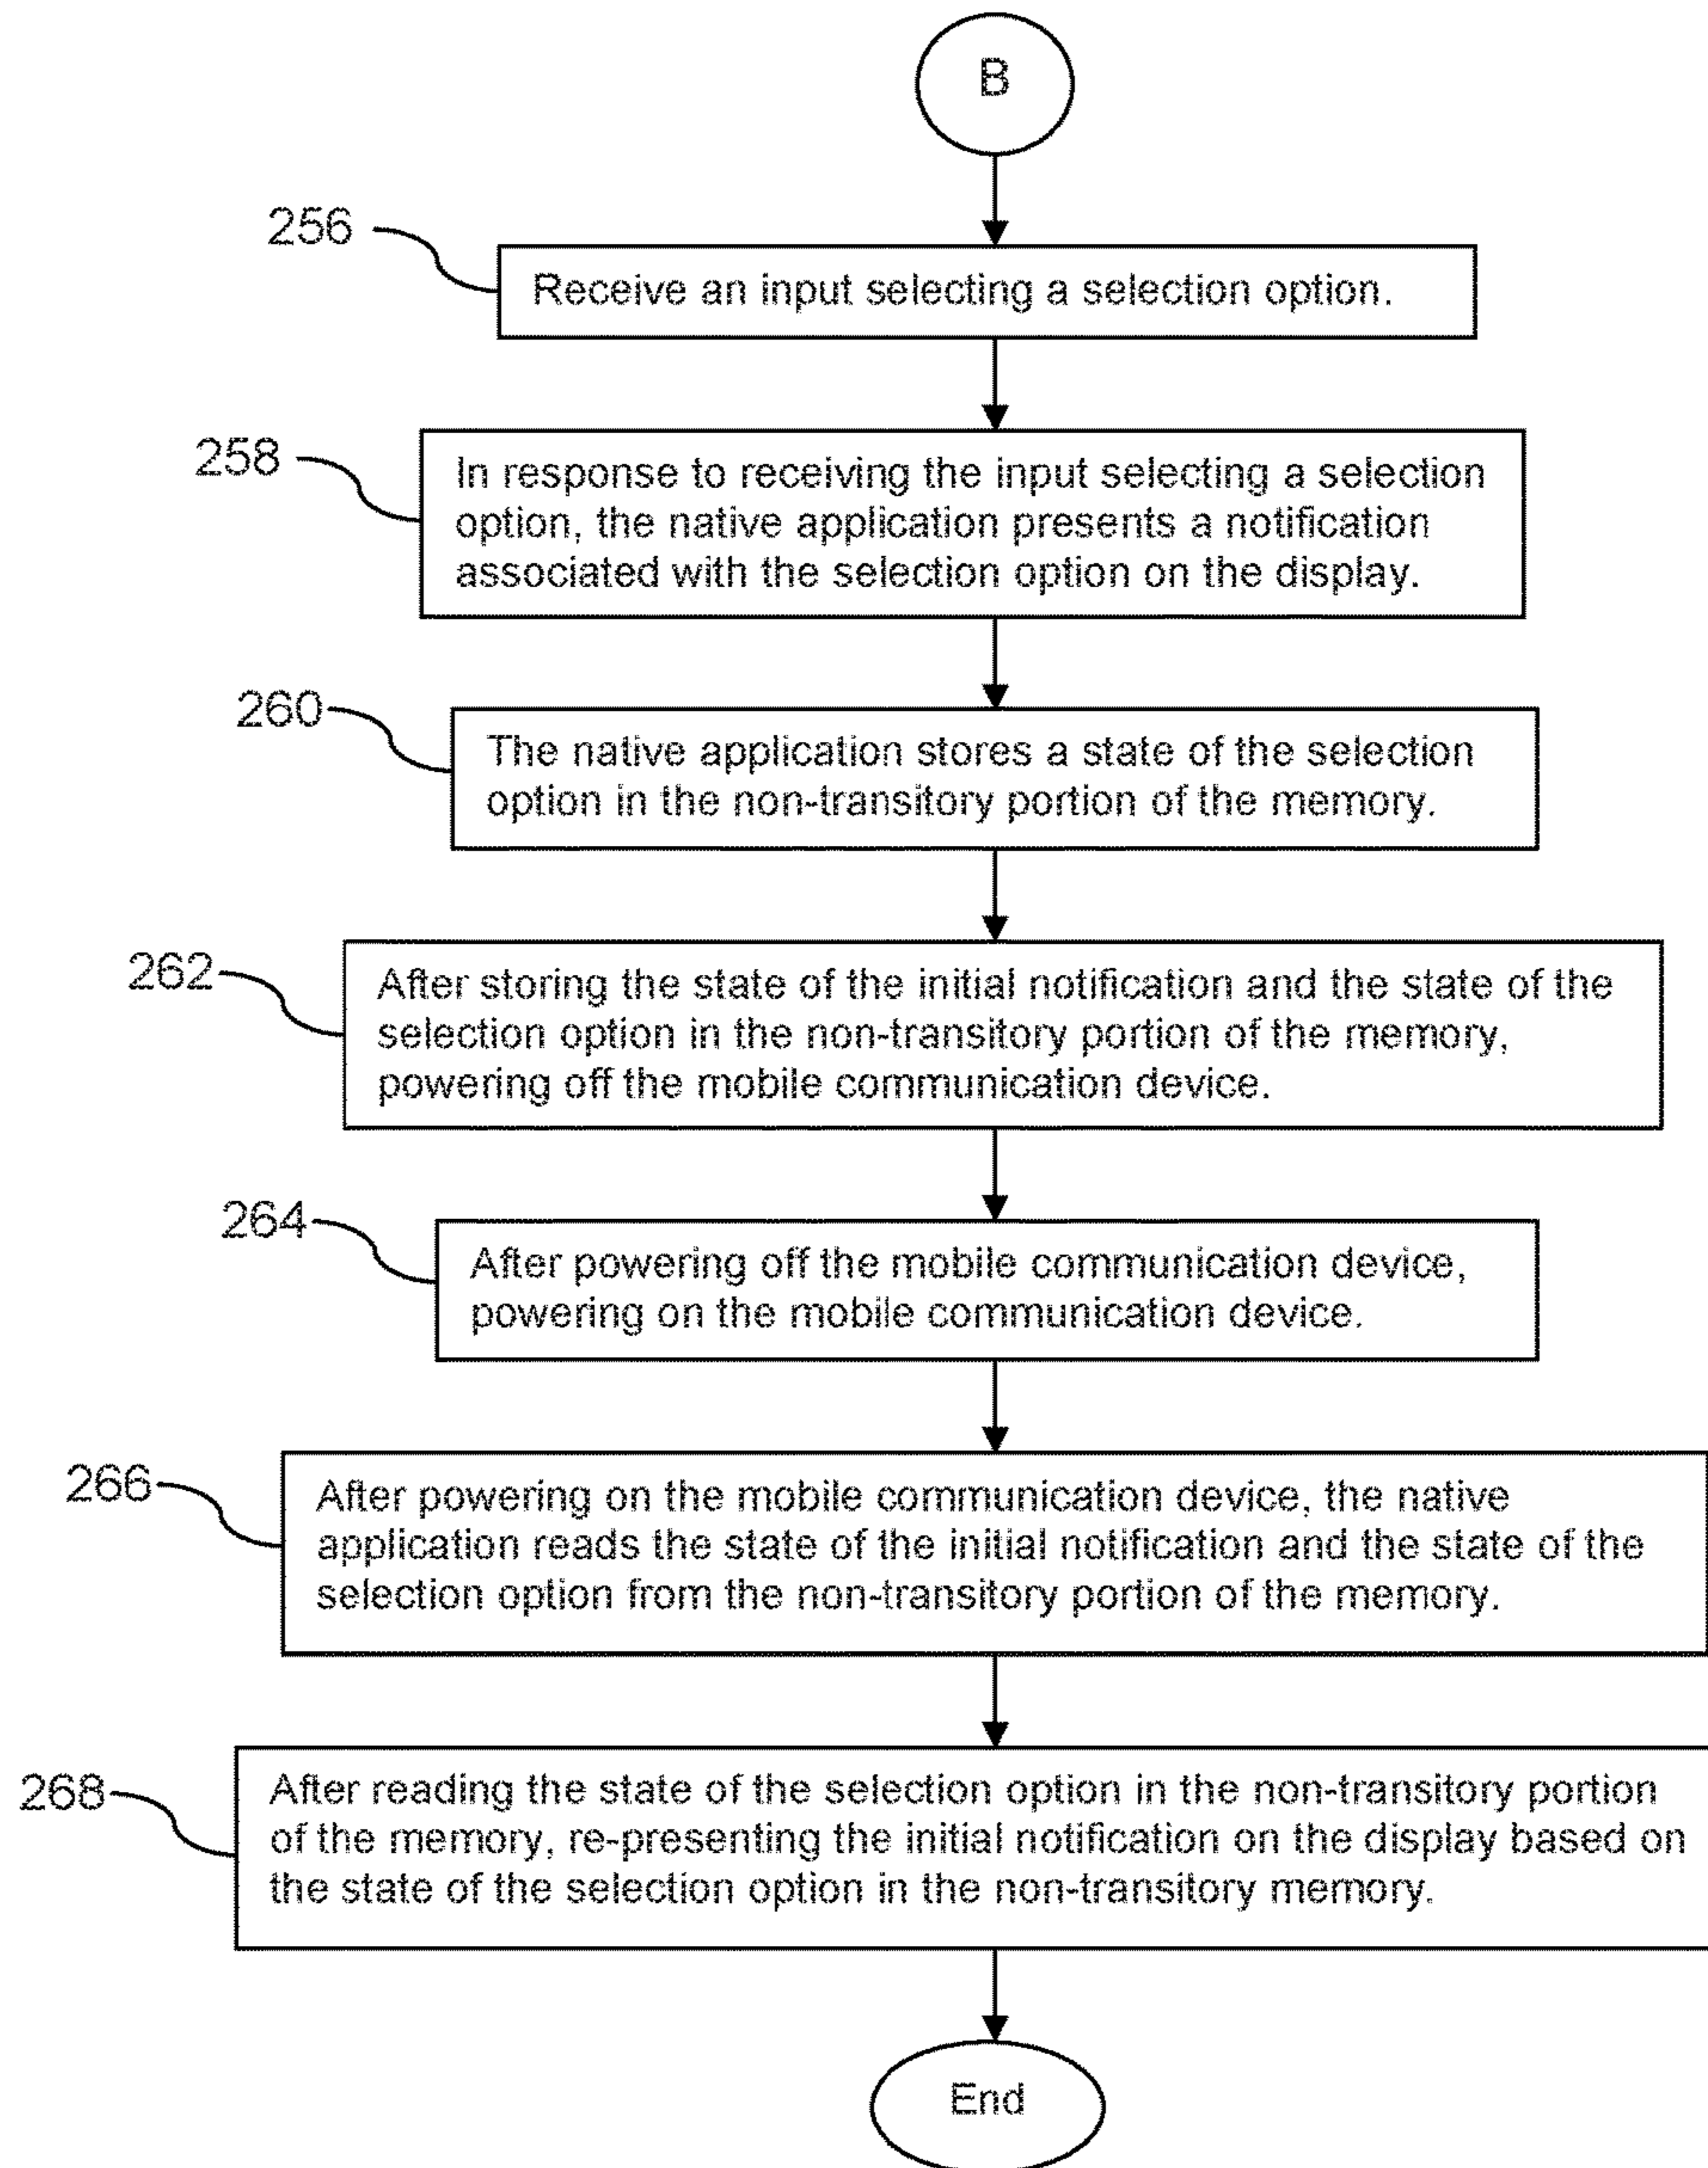 B
256
Receive an input selecting a selection option.
258
In response to receiving the input selecting a selection
option, the native application presents a notification
associated with the selection option on the display.
260
The native application stores a state of the selection
option in the non-transitory portion of the memory.
262
After storing the state of the initial notification and the state of the
selection option in the non-transitory portion of the memory,
powering off the mobile communication device.
264
After powering off the mobile communication device,
powering on the mobile communication device.
266
After powering on the mobile communication device, the native
application reads the state of the initial notification and the state of the
selection option from the non-transitory portion of the memory.
268
After reading the state of the selection option in the non-transitory portion
of the memory, re-presenting the initial notification on the display based on
the state of the selection option in the non-transitory memory.
End